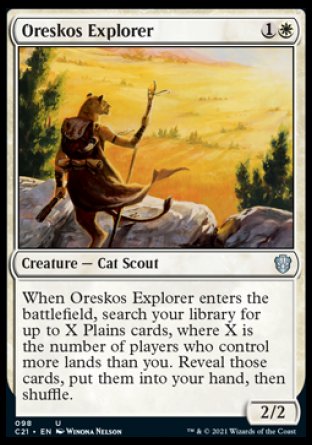 Oreskos Explorer 1
Creature — Cat Scout
When Oreskos Explorer enters the
battlefield, search your library for
up to X Plains cards, where X is
the number of players who control
more lands than you. Reveal those
cards, put them into your hand, then
shuffle.
2/2
098 U
C21 • EN Winona Nelson ™ & © 2021 Wizards of the Coast